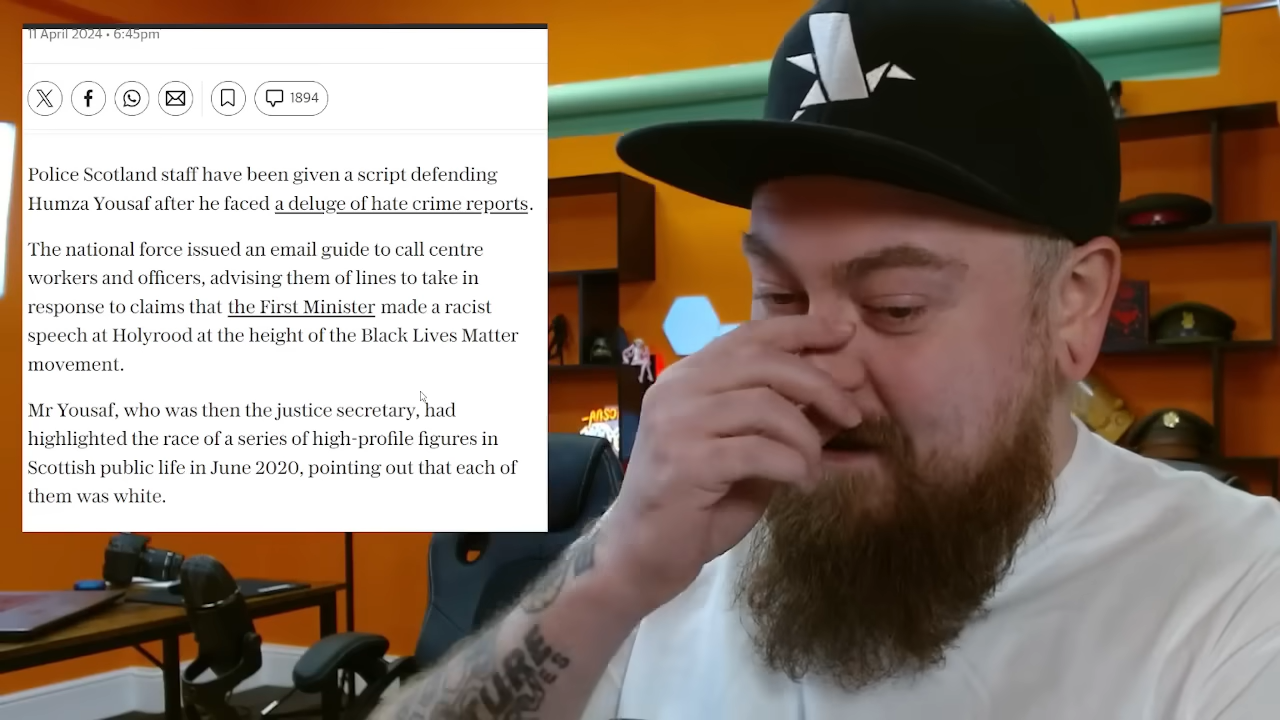 11 April 2024 • 6:45pm
1894
Police Scotland staff have been given a script defending
Humza Yousaf after he faced a deluge of hate crime reports.
The national force issued an email guide to call centre
workers and officers, advising them of lines to take in
response to claims that the First Minister made a racist
speech at Holyrood at the height of the Black Lives Matter
movement.
Mr Yousaf, who was then the justice secretary, had
highlighted the race of a series of high-profile figures in
Scottish public life in June 2020, pointing out that each of
them was white.